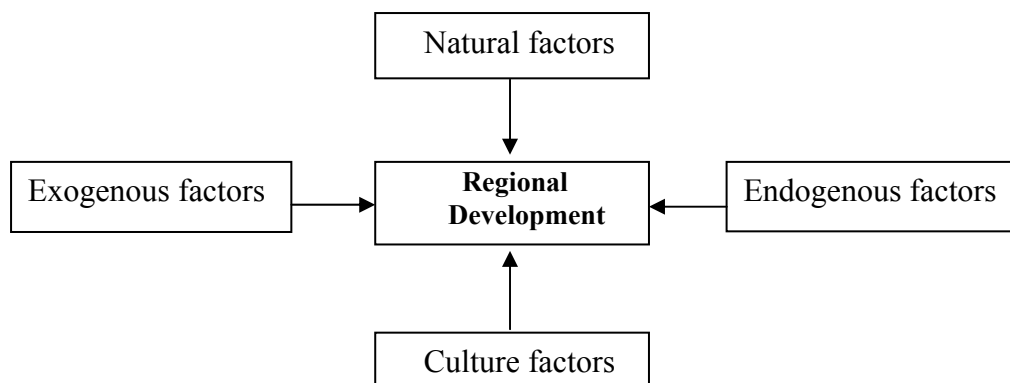 Natural factors
Exogenous factors
Regional
Development
Endogenous factors
Culture factors